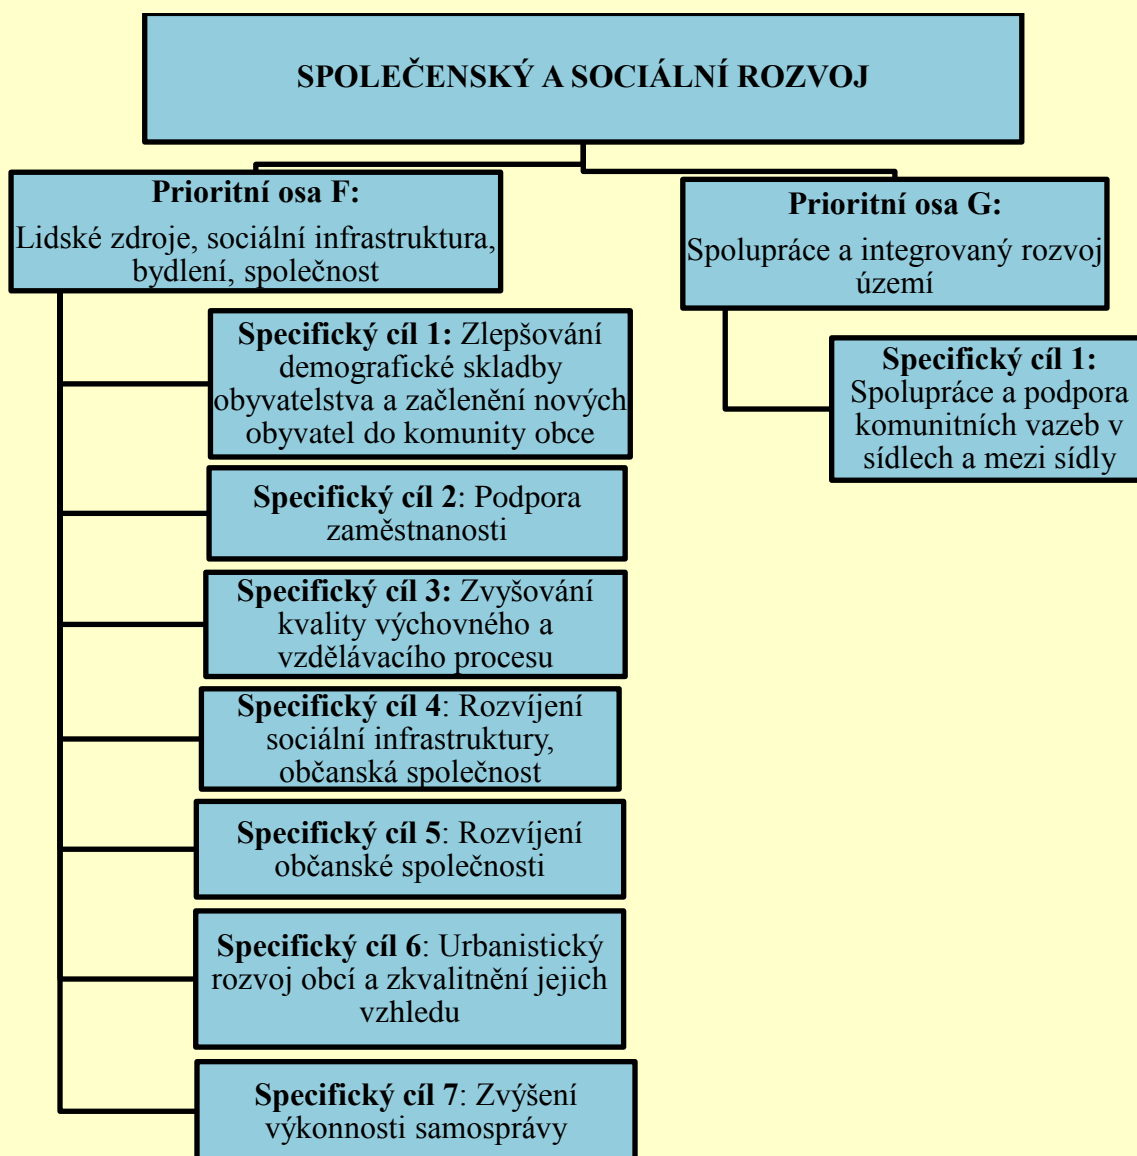 SPOLEČENSKÝ A SOCIÁLNÍ ROZVOJ
Prioritní osa F:
Lidské zdroje, sociální infrastruktura,
bydlení, společnost
Specifický cíl 1: Zlepšování
demografické skladby
obyvatelstva a začlenění nových
obyvatel do komunity obce
Specifický cíl 2: Podpora
zaměstnanosti
Specifický cíl 3: Zvyšování
kvality výchovného a
vzdělávacího procesu
Specifický cíl 4: Rozvíjení
sociální infrastruktury,
občanská společnost
Specifický cíl 5: Rozvíjení
občanské společnosti
Specifický cíl 6: Urbanistický
rozvoj obcí a zkvalitnění jejich
vzhledu
Specifický cíl 7: Zvýšení
výkonnosti samosprávy
Prioritní osa G:
Spolupráce a integrovaný rozvoj
území
Specifický cíl 1:
Spolupráce a podpora
komunitních vazeb v
sídlech a mezi sídly